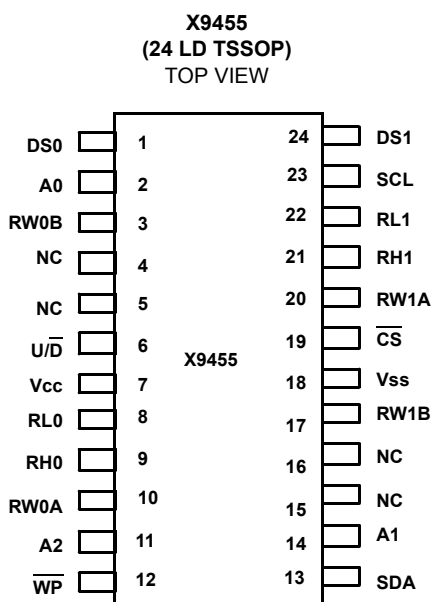 X9455
(24 LD TSSOP)
TOP VIEW
DS0 1 24 DS1
A0 2 23 SCL
RW0B 3 22 RL1
NC 4 21 RH1
NC 5 20 RW1A
U/D̅ 6 19 C̅S̅
X9455
Vcc 7 18 Vss
RL0 8 17 RW1B
RH0 9 16 NC
RW0A 10 15 NC
A2 11 14 A1
W̅P̅ 12 13 SDA